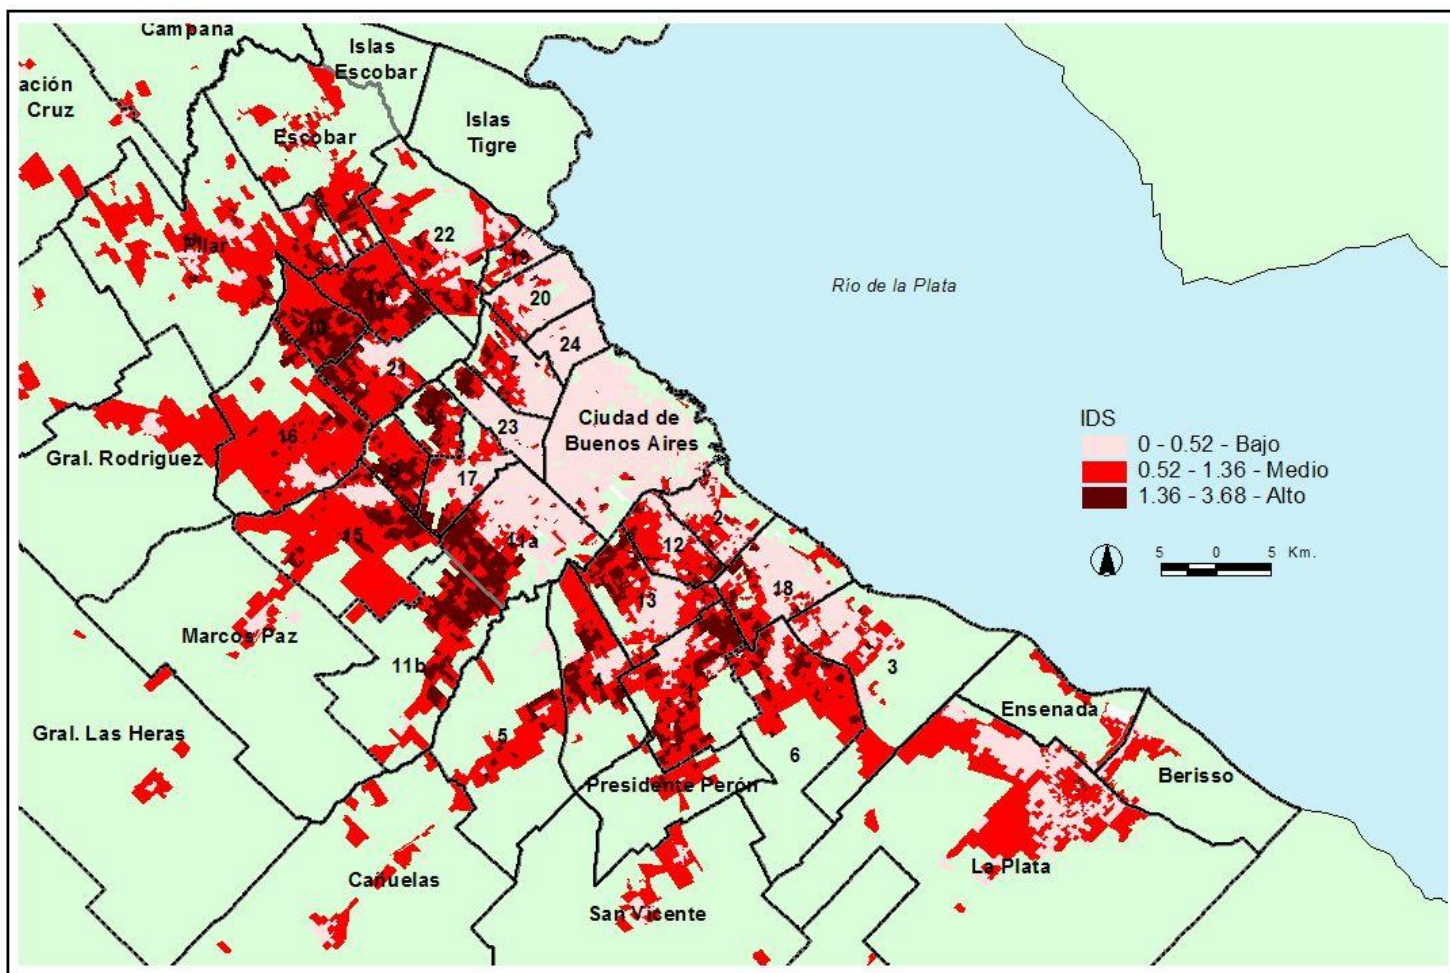 Campana
Islas
Escobar
ación
Cruz
Islas
Tigre
Escobar
22
Pilar
19
Río de la Plata
20
14
10
24
7
21
Ciudad de
Buenos Aires
IDS
0 - 0.52 - Bajo
0.52 - 1.36 - Medio
1.36 - 3.68 - Alto
8
23
16
Gral. Rodriguez
9
17
2
15
11a
12
5 0 5 Km.
18
13
Marcos Paz
11b
3
4
1
Ensenada
Gral. Las Heras
5
6
Berisso
Presidente Perón
La Plata
Cañuelas
San Vicente